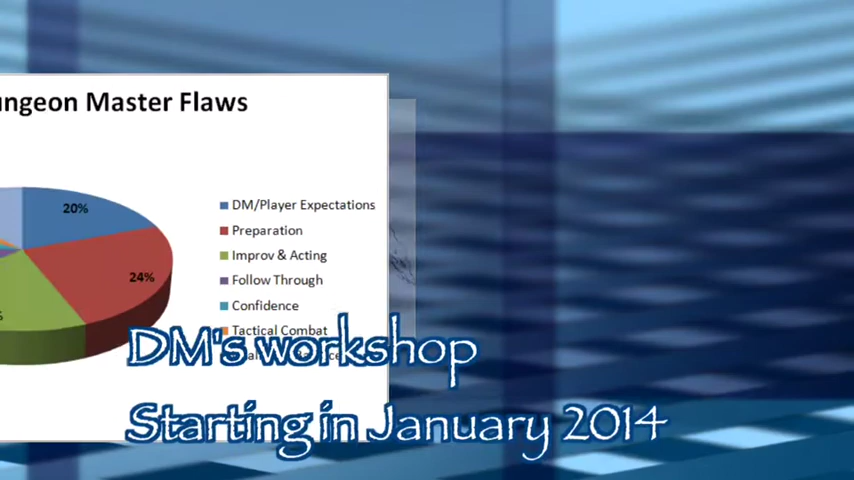 ngeon Master Flaws
20%
24%
%
DM/Player Expectations
Preparation
Improv & Acting
Follow Through
Confidence
Tactical Combat
DM's workshop
Starting in January 2014